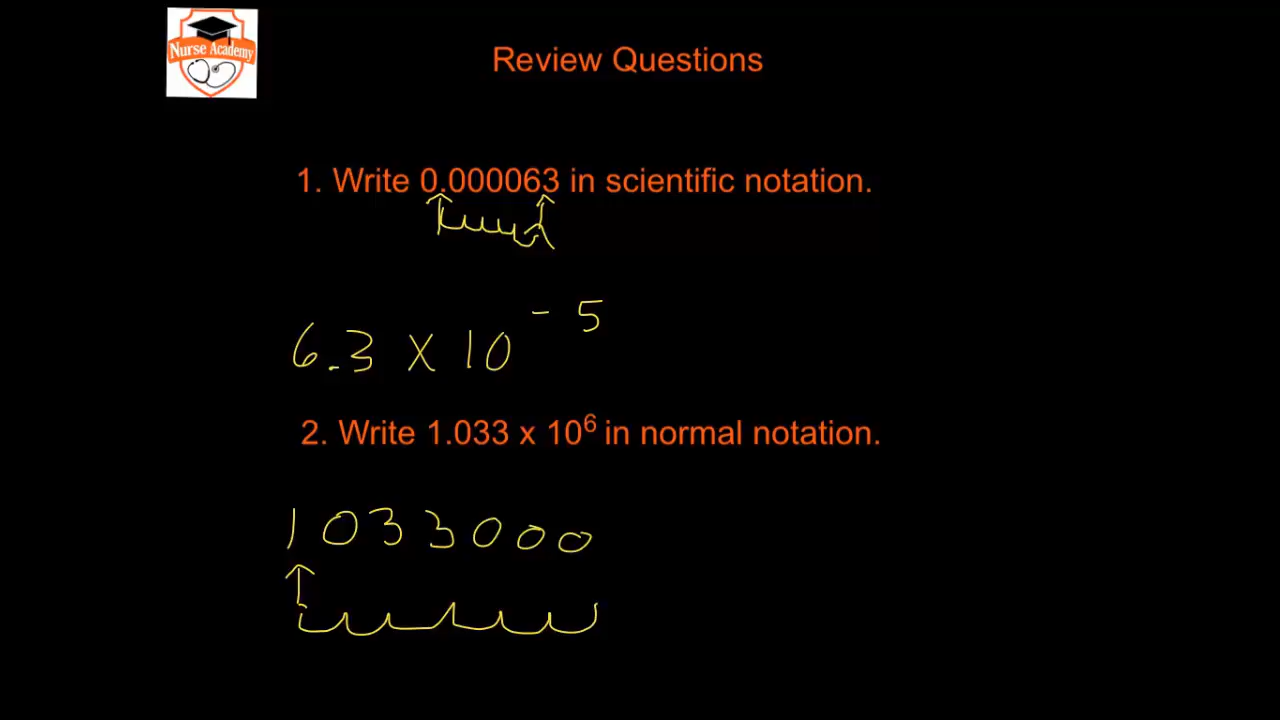 Nurse Academy
Review Questions
1. Write 0.000063 in scientific notation.
6.3 x 10⁻⁵
2. Write 1.033 x 10⁶ in normal notation.
1033000